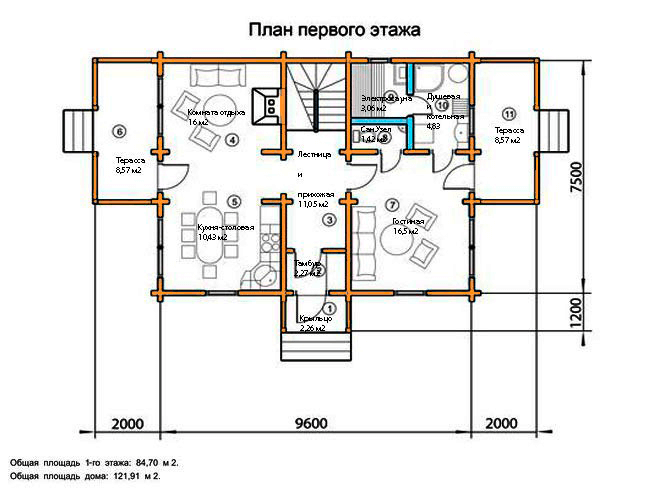 План первого этажа
Комната отдыха
16 м2
4
Электросауна
3,06 м2
9
Душевая
и
котельная
4,83
10
СанУзел
1,42 м2
8
11
Терасса
8,57 м2
6
Терасса
8,57 м2
Лестница
и
прихожая
11,05 м2
3
5
Кухня-столовая
10,43 м2
7
Гостиная
16,5 м2
Тамбур
2,27 м2
2
1
Крыльцо
2,26 м2
7500
1200
2000
9600
2000
Общая площадь 1-го этажа: 84,70 м 2.
Общая площадь дома: 121,91 м 2.